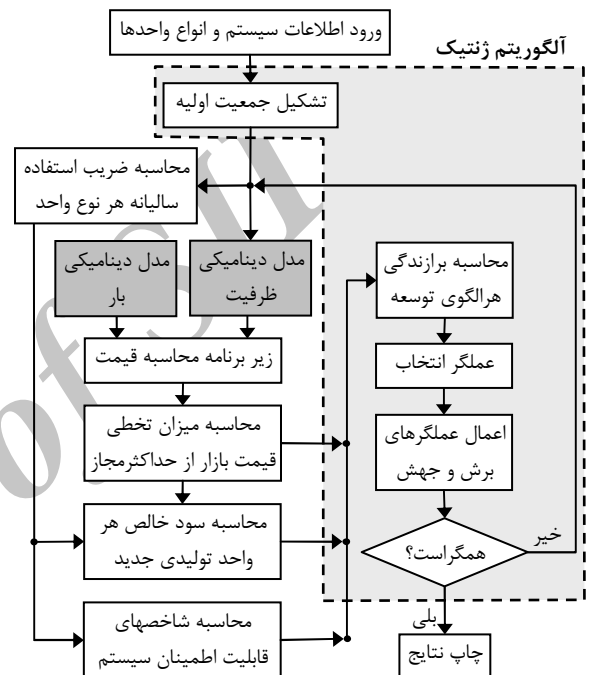 ورود اطلاعات سیستم و انواع واحدها
آلگوریتم ژنتیک
تشکیل جمعیت اولیه
محاسبه ضریب استفاده
سالیانه هر نوع واحد
مدل دینامیکی
ظرفیت
مدل دینامیکی
بار
محاسبه برازندگی
هرالگوی توسعه
زیر برنامه محاسبه قیمت
عملگر انتخاب
محاسبه میزان تخطی
قیمت بازار از حداکثرمجاز
اعمال عملگرهای
برش و جهش
محاسبه سود خالص هر
واحد تولیدی جدید
همگراست؟
خیر
بلی
محاسبه شاخصهای
قابلیت اطمینان سیستم
چاپ نتایج
of SID